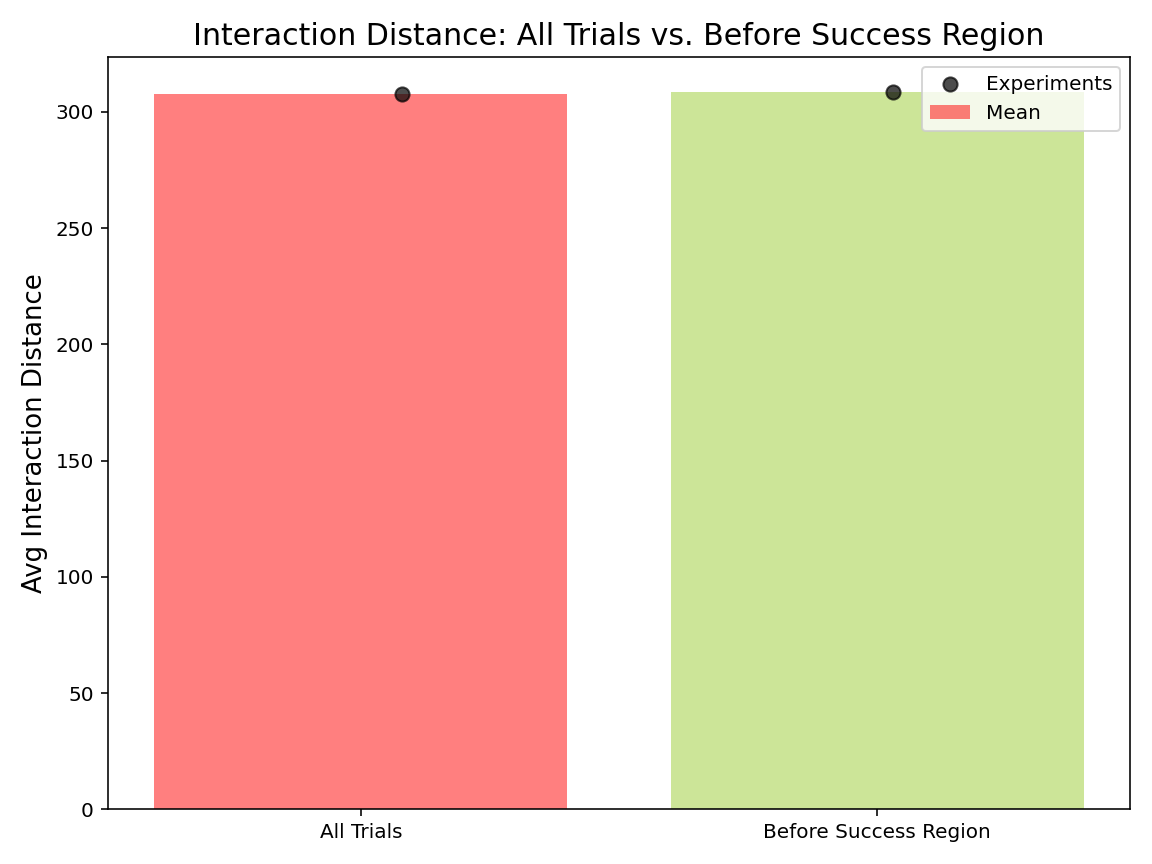 Interaction Distance: All Trials vs. Before Success Region
Experiments
Mean
Avg Interaction Distance
300
250
200
150
100
50
0
All Trials
Before Success Region